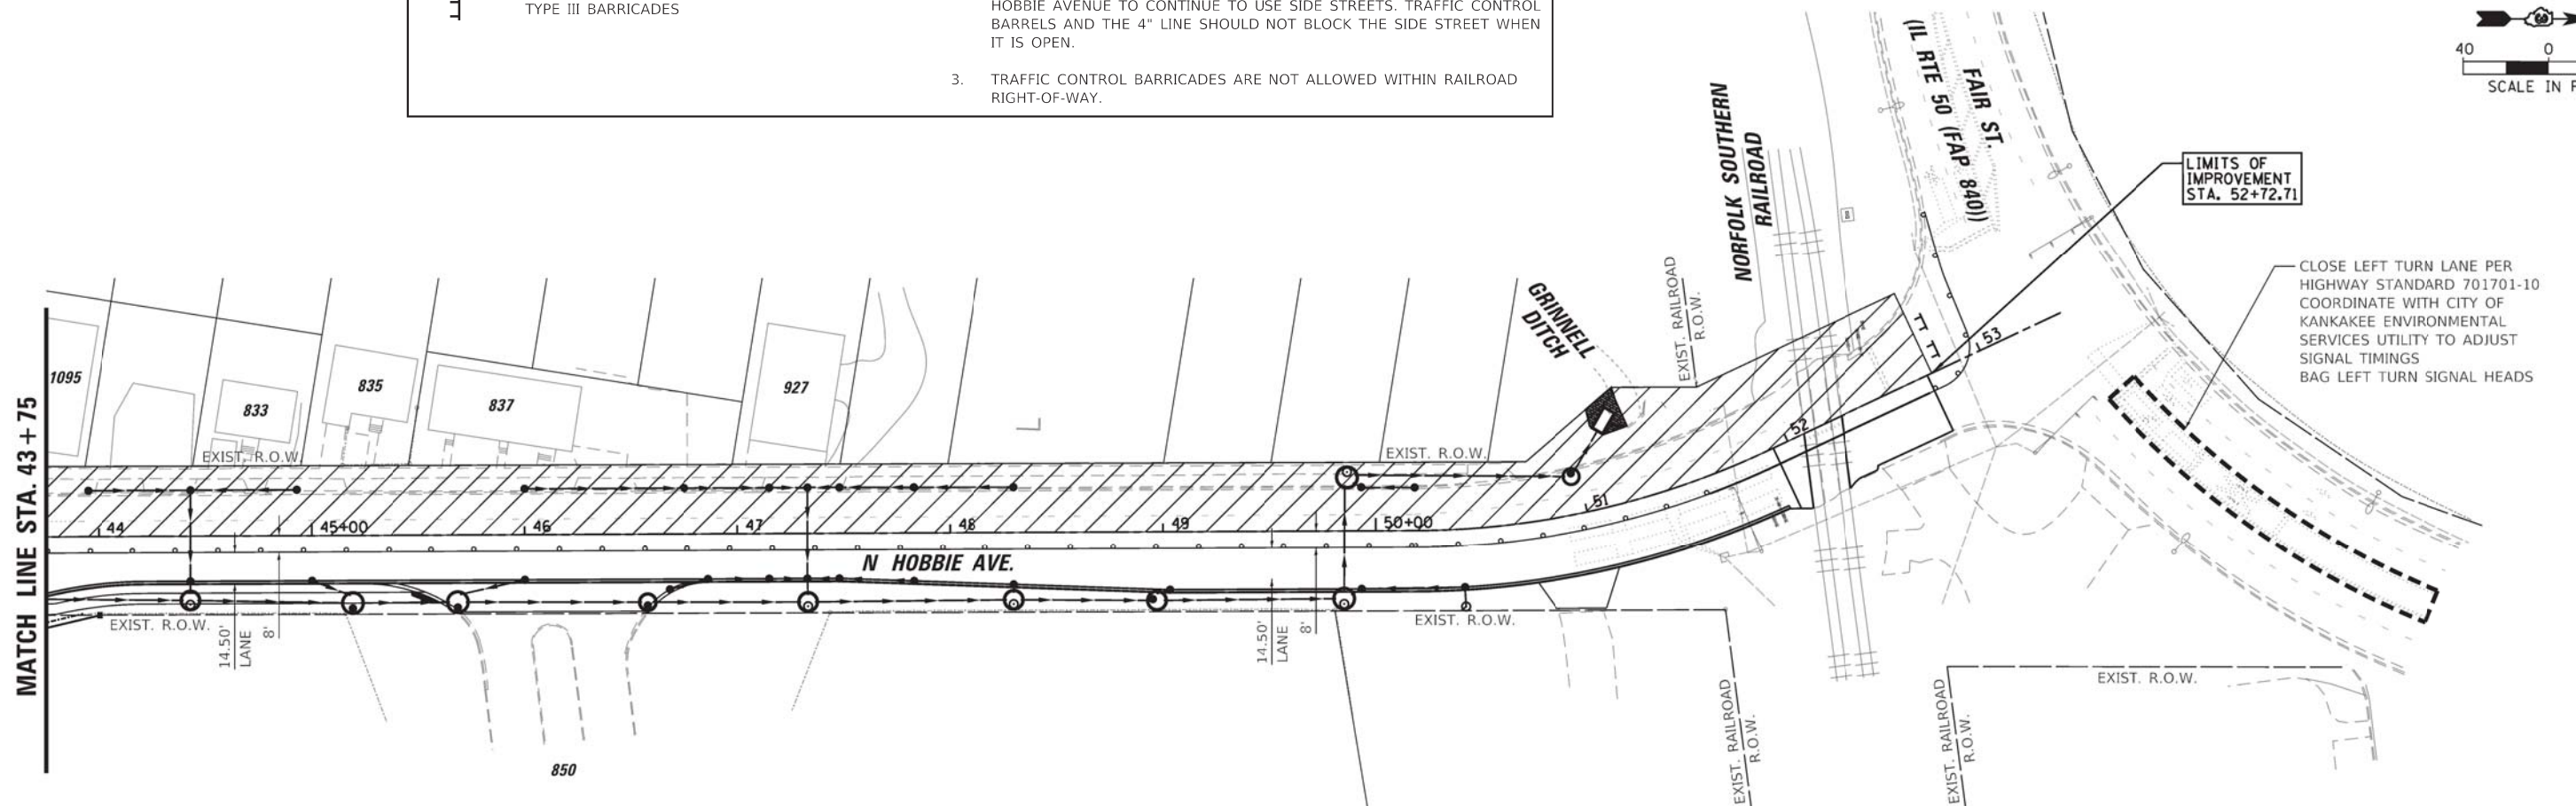 TYPE III BARRICADES
HOBBIE AVENUE TO CONTINUE TO USE SIDE STREETS. TRAFFIC CONTROL
BARRELS AND THE 4" LINE SHOULD NOT BLOCK THE SIDE STREET WHEN
IT IS OPEN.
3. TRAFFIC CONTROL BARRICADES ARE NOT ALLOWED WITHIN RAILROAD
RIGHT-OF-WAY.
40 0
SCALE IN F
FAIR ST.
(IL RTE 50 (FAP 840))
NORFOLK SOUTHERN
RAILROAD
LIMITS OF
IMPROVEMENT
STA. 52+72.71
CLOSE LEFT TURN LANE PER
HIGHWAY STANDARD 701701-10
COORDINATE WITH CITY OF
KANKAKEE ENVIRONMENTAL
SERVICES UTILITY TO ADJUST
SIGNAL TIMINGS
BAG LEFT TURN SIGNAL HEADS
GRINNELL
DITCH
EXIST. RAILROAD
R.O.W.
MATCH LINE STA. 43+75
1095
833
835
837
927
EXIST. R.O.W.
EXIST. R.O.W.
44
45+00
46
47
48
49
50+00
51
52
53
N HOBBIE AVE.
EXIST. R.O.W.
14.50'
LANE
8'
14.50'
LANE
8'
EXIST. R.O.W.
850
EXIST. RAILROAD
R.O.W.
EXIST. RAILROAD
R.O.W.
EXIST. R.O.W.